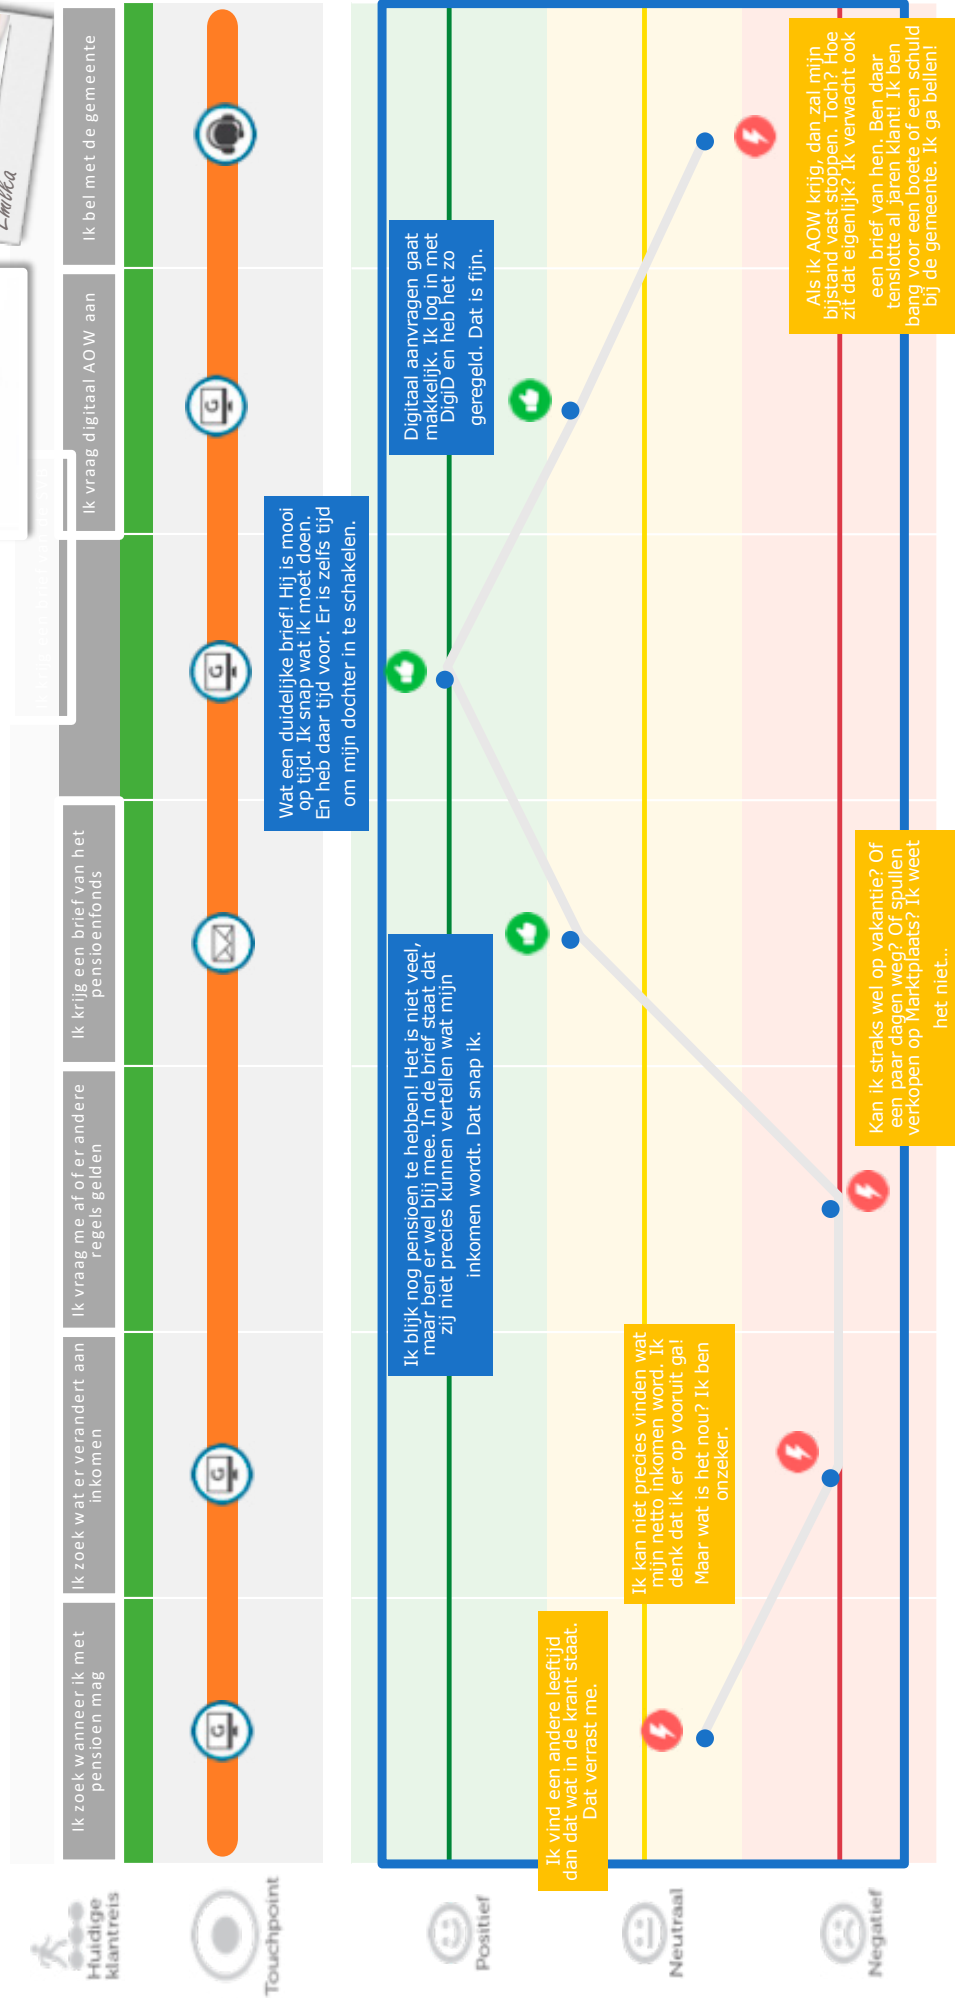 Huidige
klantreis
Ik zoek wanneer ik met
pensioen mag
Ik zoek wat er verandert aan
inkomen
Ik vraag me af of er andere
regels gelden
Ik krijg een brief van het
pensioenfonds
Ik vraag digitaal AOW aan
Ik bel met de gemeente
Emilka
Touchpoint
G
G
G
G
Positief
Neutraal
Negatief
Ik vind een andere leeftijd
dan dat wat in de krant staat.
Dat verrast me.
Ik kan niet precies vinden wat
mijn netto inkomen word. Ik
denk dat ik er op vooruit ga!
Maar wat is het nou? Ik ben
onzeker.
Kan ik straks wel op vakantie? Of
een paar dagen weg? Of spullen
verkopen op Marktplaats? Ik weet
het niet...
Ik blijk nog pensioen te hebben! Het is niet veel,
maar ben er wel blij mee. In de brief staat dat
zij niet precies kunnen vertellen wat mijn
inkomen wordt. Dat snap ik.
Wat een duidelijke brief! Hij is mooi
op tijd. Ik snap wat ik moet doen.
En heb daar tijd voor. Er is zelfs tijd
om mijn dochter in te schakelen.
Digitaal aanvragen gaat
makkelijk. Ik log in met
DigiD en heb het zo
geregeld. Dat is fijn.
Als ik AOW krijg, dan zal mijn
bijstand vast stoppen. Toch? Hoe
zit dat eigenlijk? Ik verwacht ook
een brief van hen. Ben daar
tenslotte al jaren klant! Ik ben
bang voor een boete of een schuld
bij de gemeente. Ik ga bellen!